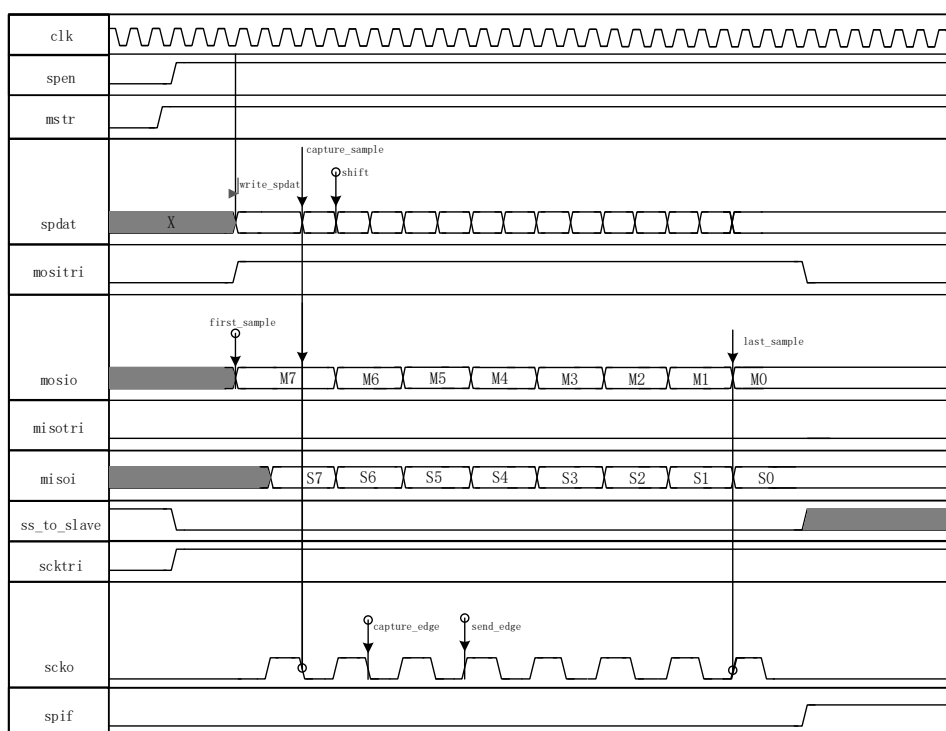 clk
spen
mstr
capture_sample
shift
write_spdat
spdat
X
mositri
first_sample
last_sample
mosio
M7 M6 M5 M4 M3 M2 M1 M0
misotri
misoi
S7 S6 S5 S4 S3 S2 S1 S0
ss_to_slave
scktri
capture_edge send_edge
scko
spif